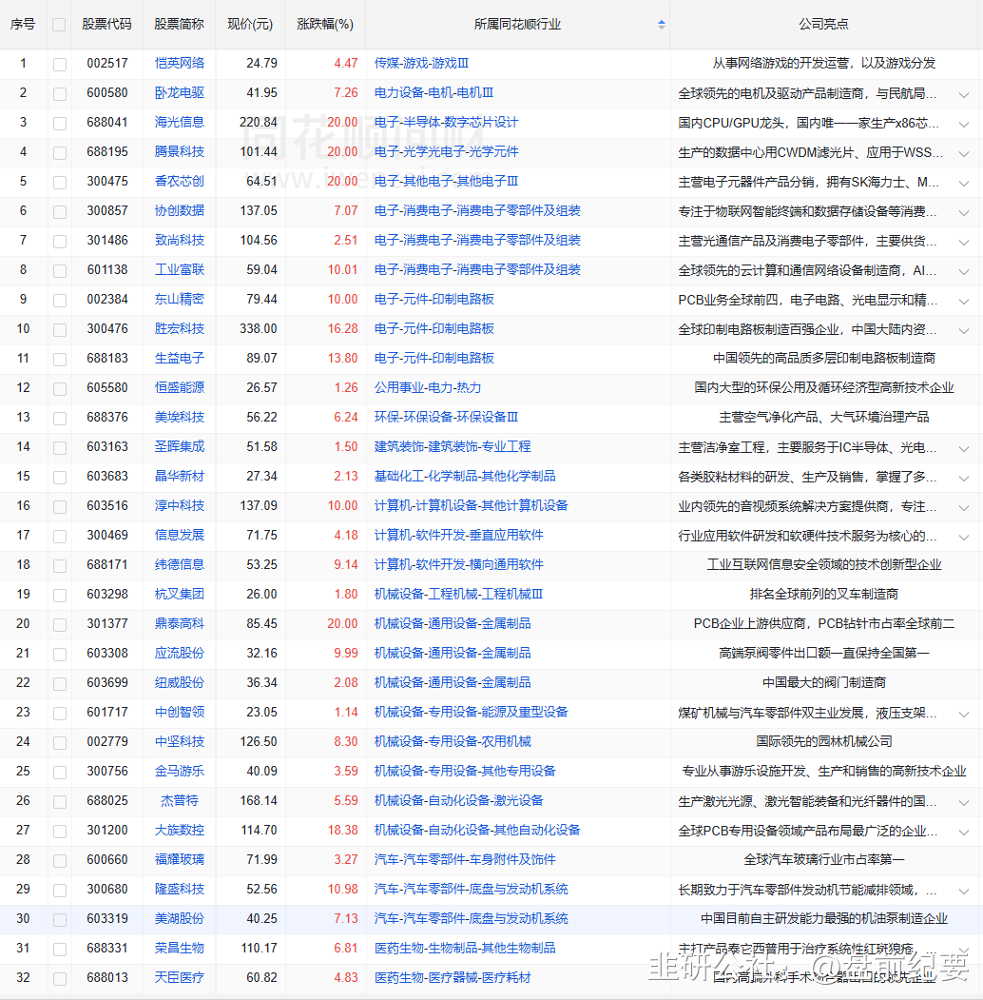 序号 股票代码 股票简称 现价(元) 涨跌幅(%) 所属同花顺行业 公司亮点
1 002517 恺英网络 24.79 4.47 传媒-游戏-游戏Ⅲ 从事网络游戏的开发运营，以及游戏分发
2 600580 卧龙电驱 41.95 7.26 电力设备-电机-电机Ⅲ 全球领先的电机及驱动产品制造商，与民航局...
3 688041 海光信息 220.84 20.00 电子-半导体-数字芯片设计 国内CPU/GPU龙头，国内唯一一家生产x86芯...
4 688195 腾景科技 101.44 20.00 电子-光学光电子-光学元件 生产的数据中心用CWDM滤光片、应用于WSS...
5 300475 香农芯创 64.51 20.00 电子-其他电子-其他电子Ⅲ 主营电子元器件产品分销，拥有SK海力士、M...
6 300857 协创数据 137.05 7.07 电子-消费电子-消费电子零部件及组装 专注于物联网智能终端和数据存储设备等消费...
7 301486 致尚科技 104.56 2.51 电子-消费电子-消费电子零部件及组装 主营光通信产品及消费电子零部件，主要供货...
8 601138 工业富联 59.04 10.01 电子-消费电子-消费电子零部件及组装 全球领先的云计算和通信网络设备制造商，AI...
9 002384 东山精密 79.44 10.00 电子-元件-印制电路板 PCB业务全球前四，电子电路、光电显示和精...
10 300476 胜宏科技 338.00 16.28 电子-元件-印制电路板 全球印制电路板制造百强企业，中国大陆内资...
11 688183 生益电子 89.07 13.80 电子-元件-印制电路板 中国领先的高品质多层印制电路板制造商
12 605580 恒盛能源 26.57 1.26 公用事业-电力-热力 国内大型的环保公用及循环经济型高新技术企业
13 688376 美埃科技 56.22 6.24 环保-环保设备-环保设备Ⅲ 主营空气净化产品、大气环境治理产品
14 603163 圣晖集成 51.58 1.50 建筑装饰-建筑装饰-专业工程 主营洁净室工程，主要服务于IC半导体、光电...
15 603683 晶华新材 27.34 2.13 基础化工-化学制品-其他化学制品 各类胶粘材料的研发、生产及销售，掌握了多...
16 603516 淳中科技 137.09 10.00 计算机-计算机设备-其他计算机设备 业内领先的音视频系统解决方案提供商，专注...
17 300469 信息发展 71.75 4.18 计算机-软件开发-垂直应用软件 行业应用软件研发和软硬件技术服务为核心的...
18 688171 纬德信息 53.25 9.14 计算机-软件开发-横向通用软件 工业互联网信息安全领域的技术创新型企业
19 603298 杭叉集团 26.00 1.80 机械设备-工程机械-工程机械Ⅲ 排名全球前列的叉车制造商
20 301377 鼎泰高科 85.45 20.00 机械设备-通用设备-金属制品 PCB企业上游供应商，PCB钻针市占率全球前二
21 603308 应流股份 32.16 9.99 机械设备-通用设备-金属制品 高端泵阀零件出口额一直保持全国第一
22 603699 纽威股份 36.34 2.08 机械设备-通用设备-金属制品 中国最大的阀门制造商
23 601717 中创智领 23.05 1.14 机械设备-专用设备-能源及重型设备 煤矿机械与汽车零部件双主业发展，液压支架...
24 002779 中坚科技 126.50 8.30 机械设备-专用设备-农用机械 国际领先的园林机械公司
25 300756 金马游乐 40.09 3.59 机械设备-专用设备-其他专用设备 专业从事游乐设施开发、生产和销售的高新技术企业
26 688025 杰普特 168.14 5.59 机械设备-自动化设备-激光设备 生产激光光源、激光智能装备和光纤器件的国...
27 301200 大族数控 114.70 18.38 机械设备-自动化设备-其他自动化设备 全球PCB专用设备领域产品布局最广泛的企业...
28 600660 福耀玻璃 71.99 3.27 汽车-汽车零部件-车身附件及饰件 全球汽车玻璃行业市占率第一
29 300680 隆盛科技 52.56 10.98 汽车-汽车零部件-底盘与发动机系统 长期致力于汽车零部件发动机节能减排领域，...
30 603319 美湖股份 40.25 7.13 汽车-汽车零部件-底盘与发动机系统 中国目前自主研发能力最强的机油泵制造企业
31 688331 荣昌生物 110.17 6.81 医药生物-生物制品-其他生物制品 主打产品泰它西普用于治疗系统性红斑狼疮，...
32 688013 天臣医疗 60.82 4.83 医药生物-医疗器械-医疗耗材 国内高端外科手术吻合器出口的领先企业
同花顺问财
www.iwencai.com
韭研公社：@盘前纪要